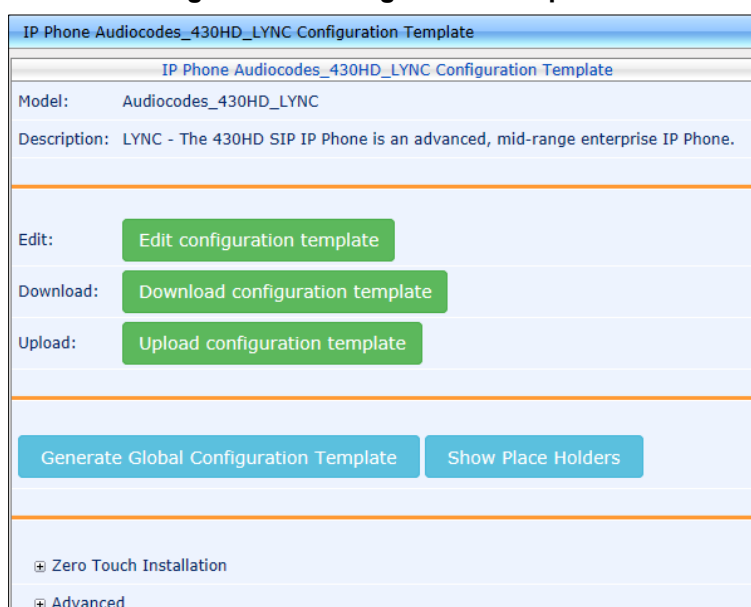 IP Phone Audiocodes_430HD_LYNC Configuration Template
IP Phone Audiocodes_430HD_LYNC Configuration Template
Model: Audiocodes_430HD_LYNC
Description: LYNC - The 430HD SIP IP Phone is an advanced, mid-range enterprise IP Phone.
Edit: Edit configuration template
Download: Download configuration template
Upload: Upload configuration template
Generate Global Configuration Template Show Place Holders
Zero Touch Installation
Advanced